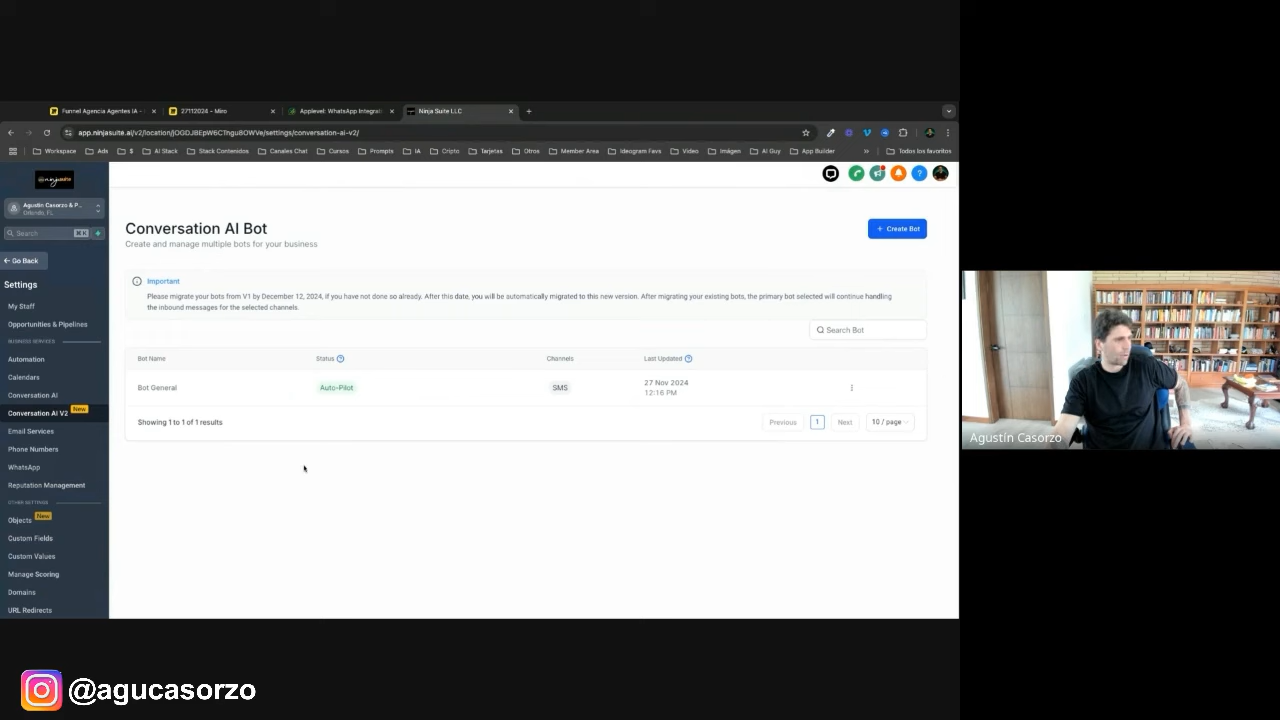 Funnel Agencia Agentes IA -
27112024 - Miro
Applevel: WhatsApp Integrat
Ninja Suite LLC
app.ninjasuite.ai/v2/location/jOGDJBEpW6C1hgu8OWVe/settings/conversation-ai-v2/
Workspace
Ads
$
AI Stack
Stack Contenidos
Canales Chat
Cursos
Prompts
IA
Cripto
Tarjetas
Otros
Member Area
Ideogram Favs
Video
Imágen
AI Guy
App Builder
»
Todos los favoritos
ninjasuite
Agustín Casorzo & P...
Orlando, FL
Search
⌘K
Go Back
Settings
My Staff
Opportunities & Pipelines
BUSINESS SERVICES
Automation
Calendars
Conversation AI
Conversation AI V2 New
Email Services
Phone Numbers
WhatsApp
Reputation Management
OTHER SETTINGS
Objects New
Custom Fields
Custom Values
Manage Scoring
Domains
URL Redirects
Conversation AI Bot
Create and manage multiple bots for your business
+ Create Bot
Important
Please migrate your bots from V1 by December 12, 2024, if you have not done so already. After this date, you will be automatically migrated to this new version. After migrating your existing bots, the primary bot selected will continue handling
the inbound messages for the selected channels.
Search Bot
Bot Name
Status
Channels
Last Updated
Bot General
Auto-Pilot
SMS
27 Nov 2024
12:16 PM
Showing 1 to 1 of 1 results
Previous
1
Next
10 / page
Agustín Casorzo
@agucasorzo